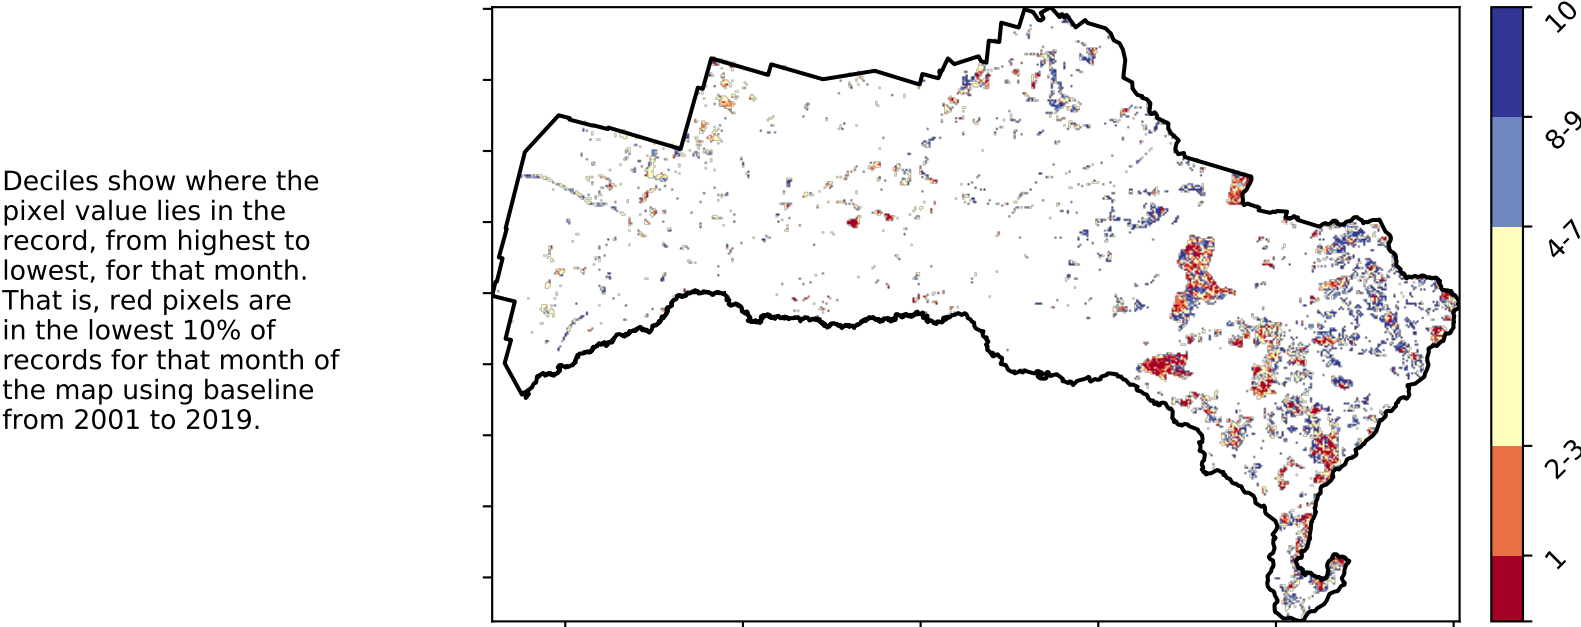 Deciles show where the
pixel value lies in the
record, from highest to
lowest, for that month.
That is, red pixels are
in the lowest 10% of
records for that month of
the map using baseline
from 2001 to 2019.
10
8-9
4-7
2-3
1